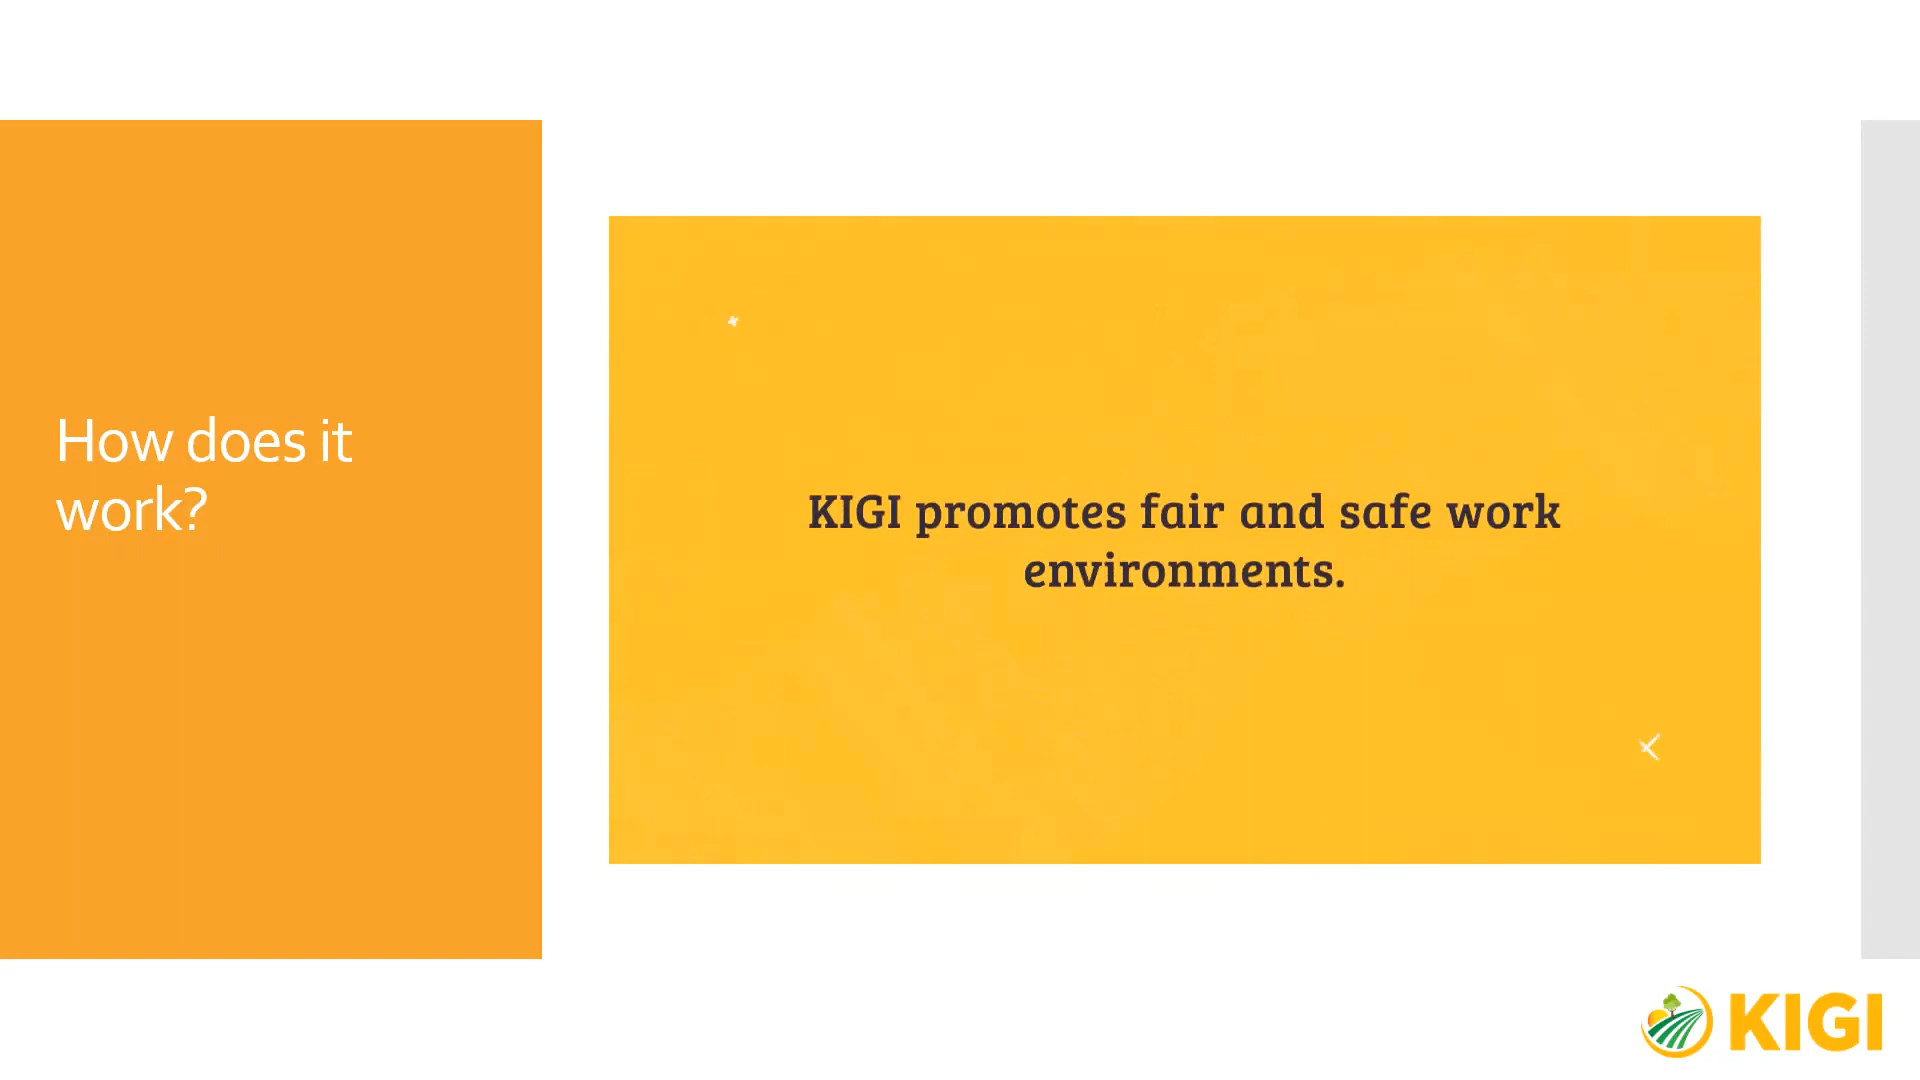 How does it
work?
KIGI promotes fair and safe work
environments.
KIGI